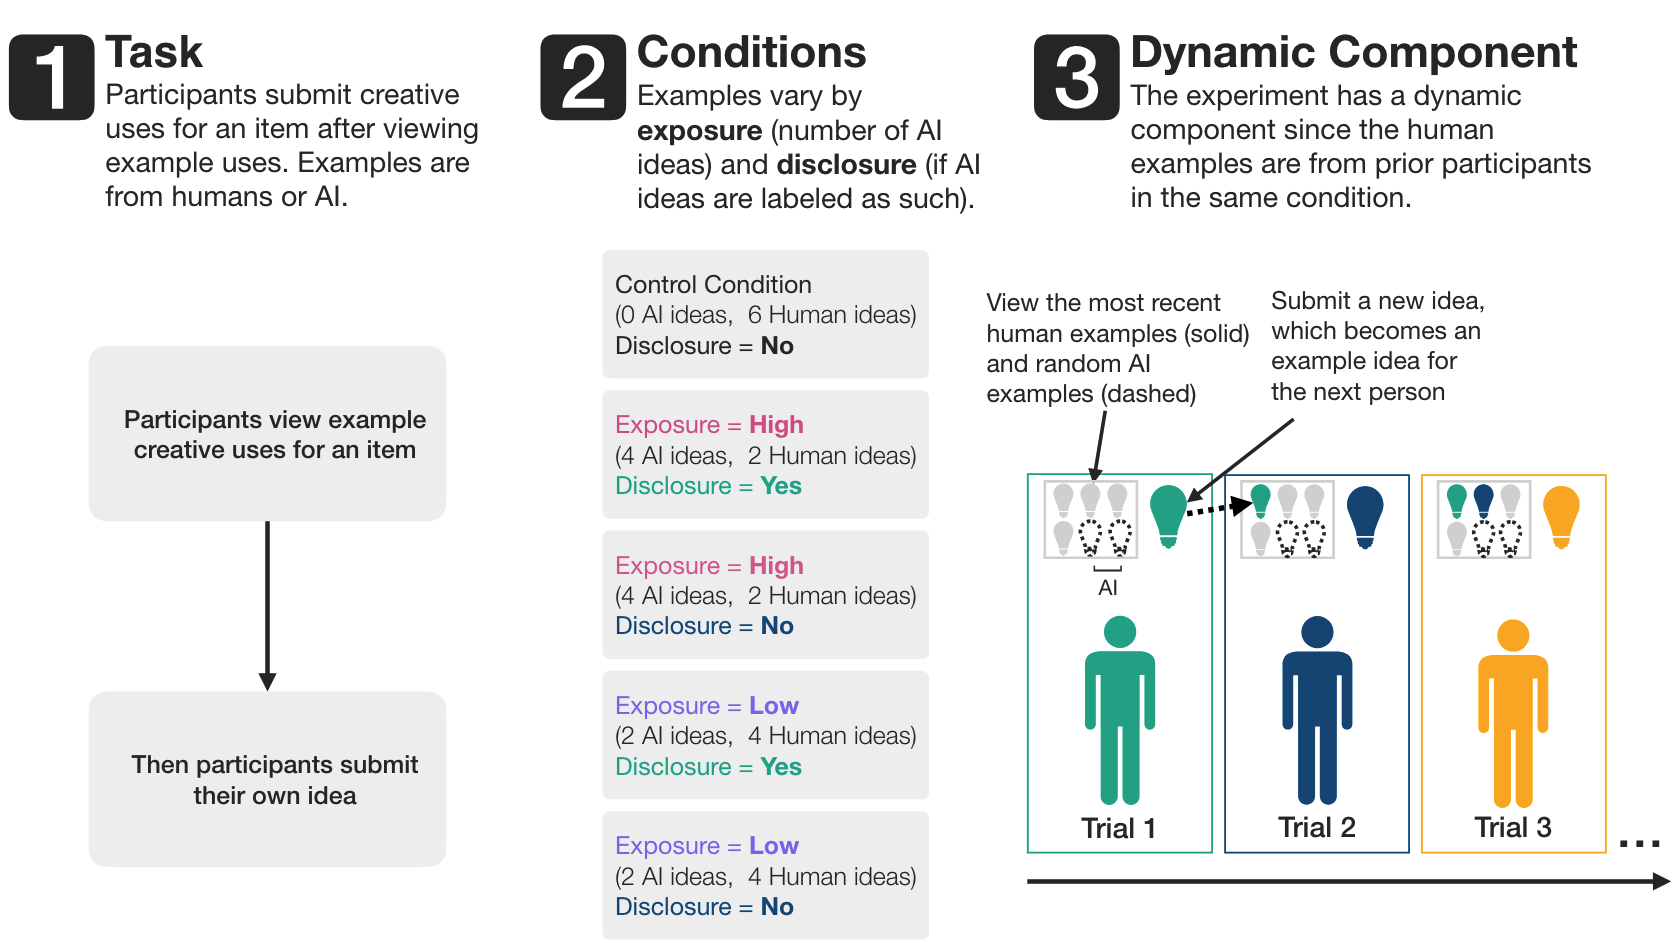 1 Task
Participants submit creative
uses for an item after viewing
example uses. Examples are
from humans or AI.
Participants view example
creative uses for an item
Then participants submit
their own idea
2 Conditions
Examples vary by
exposure (number of AI
ideas) and disclosure (if AI
ideas are labeled as such).
Control Condition
(0 AI ideas, 6 Human ideas)
Disclosure = No
Exposure = High
(4 AI ideas, 2 Human ideas)
Disclosure = Yes
Exposure = High
(4 AI ideas, 2 Human ideas)
Disclosure = No
Exposure = Low
(2 AI ideas, 4 Human ideas)
Disclosure = Yes
Exposure = Low
(2 AI ideas, 4 Human ideas)
Disclosure = No
3 Dynamic Component
The experiment has a dynamic
component since the human
examples are from prior participants
in the same condition.
View the most recent
human examples (solid)
and random AI
examples (dashed)
Submit a new idea,
which becomes an
example idea for
the next person
AI
Trial 1
Trial 2
Trial 3
...